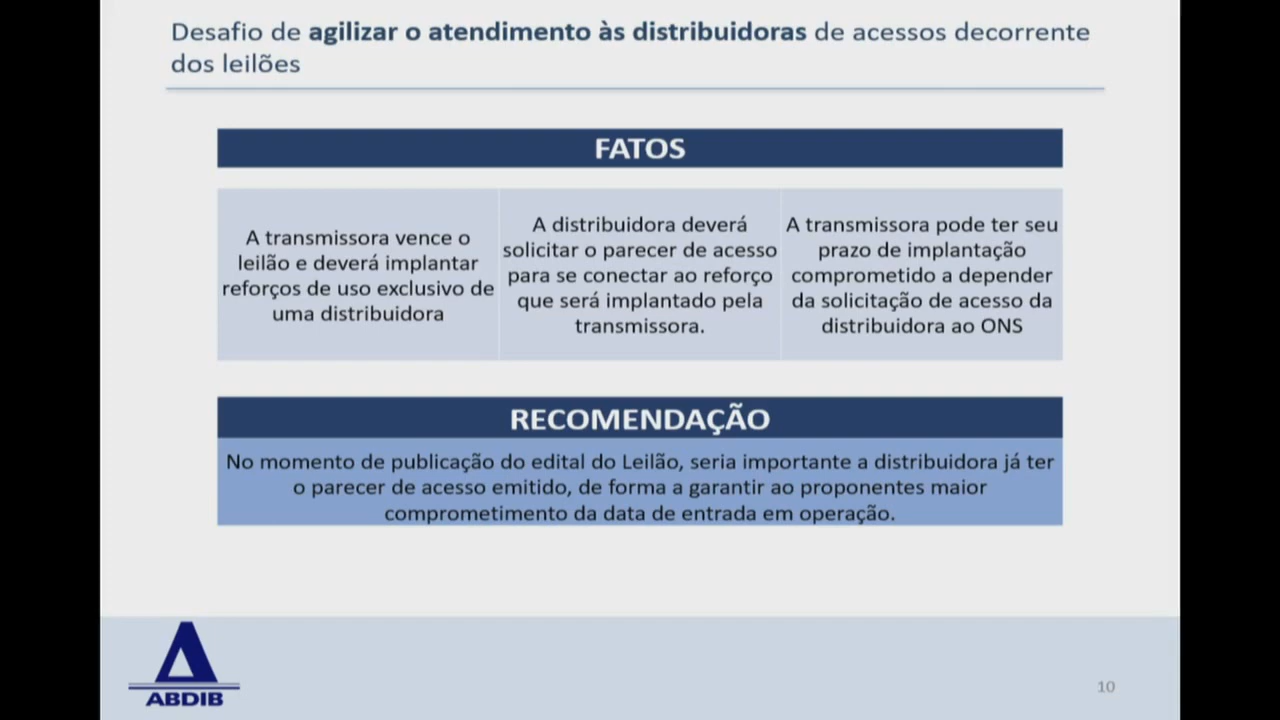 Desafio de agilizar o atendimento às distribuidoras de acessos decorrente
dos leilões
FATOS
A transmissora vence o
leilão e deverá implantar
reforços de uso exclusivo de
uma distribuidora
A distribuidora deverá
solicitar o parecer de acesso
para se conectar ao reforço
que será implantado pela
transmissora.
A transmissora pode ter seu
prazo de implantação
comprometido a depender
da solicitação de acesso da
distribuidora ao ONS
RECOMENDAÇÃO
No momento de publicação do edital do Leilão, seria importante a distribuidora já ter
o parecer de acesso emitido, de forma a garantir ao proponentes maior
comprometimento da data de entrada em operação.
ABDIB
10